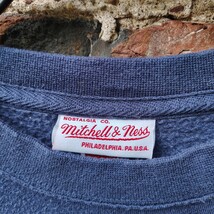 NOSTALGIA CO.
Mitchell & Ness
PHILADELPHIA, PA. U.S.A.